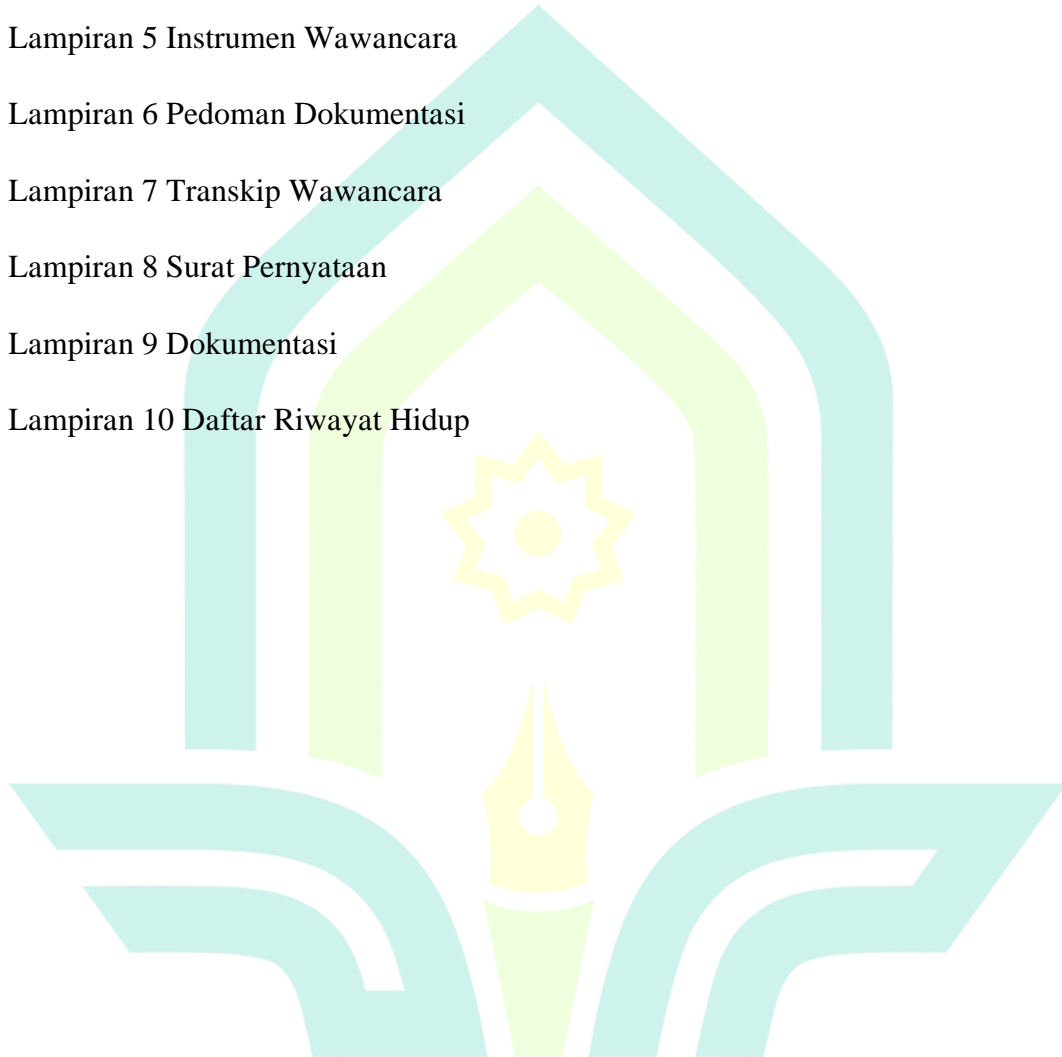 Lampiran 5 Instrumen Wawancara
Lampiran 6 Pedoman Dokumentasi
Lampiran 7 Transkip Wawancara
Lampiran 8 Surat Pernyataan
Lampiran 9 Dokumentasi
Lampiran 10 Daftar Riwayat Hidup